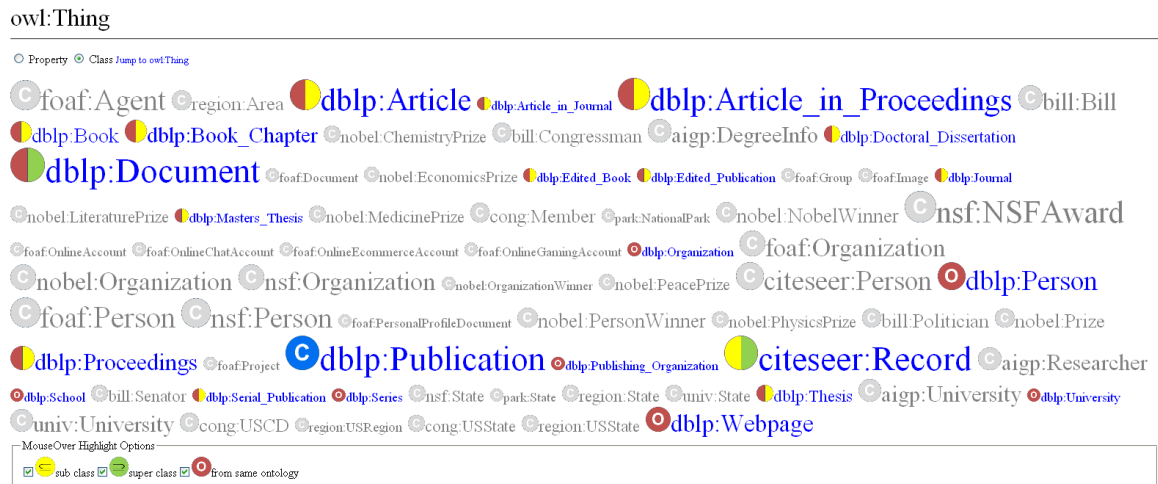 owl:Thing
Property Class Jump to owl:Thing
C foaf:Agent C region:Area dblp:Article dblp:Article_in_Journal dblp:Article_in_Proceedings C bill:Bill
dblp:Book dblp:Book_Chapter C nobel:ChemistryPrize C bill:Congressman C aigp:DegreeInfo dblp:Doctoral_Dissertation
dblp:Document C foaf:Document C nobel:EconomicsPrize dblp:Edited_Book dblp:Edited_Publication C foaf:Group C foaf:Image dblp:Journal
C nobel:LiteraturePrize dblp:Masters_Thesis C nobel:MedicinePrize C cong:Member C park:NationalPark C nobel:NobelWinner C nsf:NSFAward
C foaf:OnlineAccount C foaf:OnlineChatAccount C foaf:OnlineEcommerceAccount C foaf:OnlineGamingAccount O dblp:Organization C foaf:Organization
C nobel:Organization C nsf:Organization C nobel:OrganizationWinner C nobel:PeacePrize C citeseer:Person O dblp:Person
C foaf:Person C nsf:Person C foaf:PersonalProfileDocument C nobel:PersonWinner C nobel:PhysicsPrize C bill:Politician C nobel:Prize
dblp:Proceedings C foaf:Project C dblp:Publication O dblp:Publishing_Organization citeseer:Record C aigp:Researcher
O dblp:School C bill:Senator dblp:Serial_Publication O dblp:Series C nsf:State C park:State C region:State C univ:State dblp:Thesis C aigp:University O dblp:University
C univ:University C cong:USCD C region:USRegion C cong:USState C region:USState O dblp:Webpage
MouseOver Highlight Options
⊂ sub class ⊃ super class O from same ontology